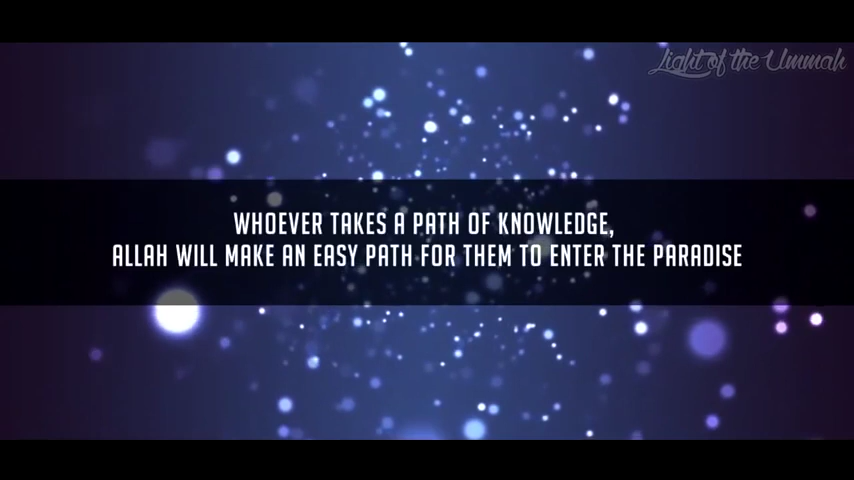 Light of the Ummah
WHOEVER TAKES A PATH OF KNOWLEDGE,
ALLAH WILL MAKE AN EASY PATH FOR THEM TO ENTER THE PARADISE